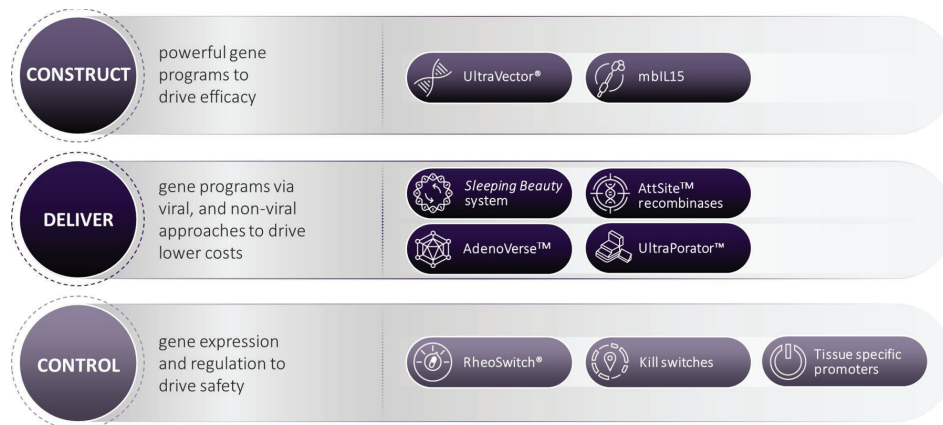 CONSTRUCT
powerful gene
programs to
drive efficacy
UltraVector®
mbIL15
DELIVER
gene programs via
viral, and non-viral
approaches to drive
lower costs
Sleeping Beauty
system
AttSite™
recombinases
AdenoVerse™
UltraPorator™
CONTROL
gene expression
and regulation to
drive safety
RheoSwitch®
Kill switches
Tissue specific
promoters